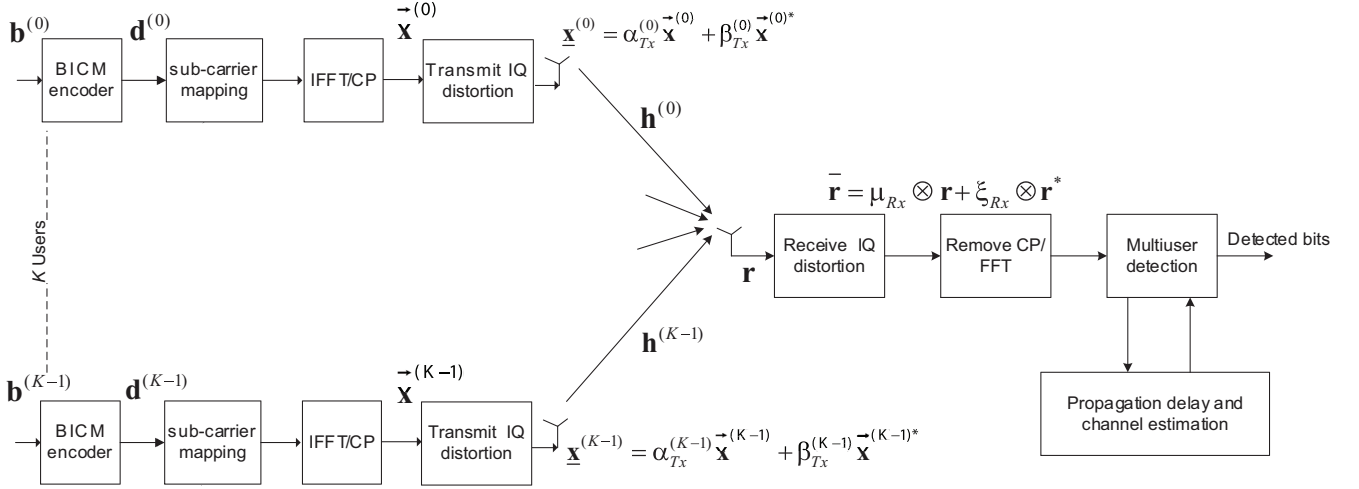 b^(0)
d^(0)
x⃗^(0)
x̲^(0) = α_Tx^(0) x⃗^(0) + β_Tx^(0) x⃗^(0)*
BICM encoder
sub-carrier mapping
IFFT/CP
Transmit IQ distortion
h^(0)
K Users
r̄ = μ_Rx ⊗ r + ξ_Rx ⊗ r*
r
Receive IQ distortion
Remove CP/ FFT
Multiuser detection
Detected bits
h^(K-1)
b^(K-1)
d^(K-1)
x⃗^(K-1)
BICM encoder
sub-carrier mapping
IFFT/CP
Transmit IQ distortion
x̲^(K-1) = α_Tx^(K-1) x⃗^(K-1) + β_Tx^(K-1) x⃗^(K-1)*
Propagation delay and
channel estimation